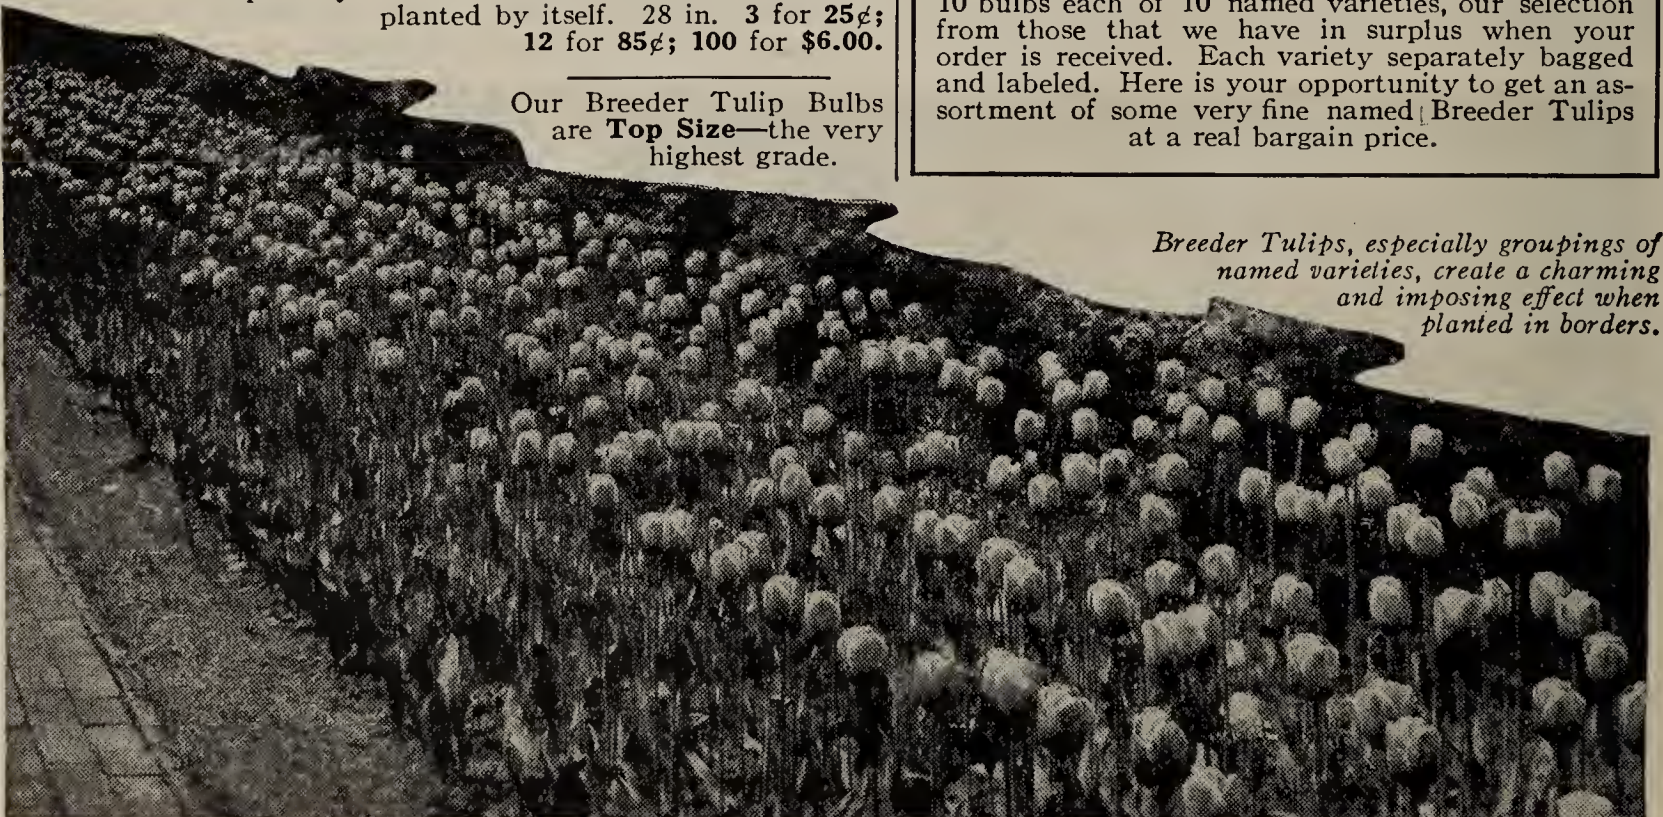 planted by itself. 28 in. 3 for 25¢;
12 for 85¢; 100 for $6.00.
Our Breeder Tulip Bulbs
are Top Size—the very
highest grade.
10 bulbs each of 10 named varieties, our selection
from those that we have in surplus when your
order is received. Each variety separately bagged
and labeled. Here is your opportunity to get an as-
sortment of some very fine named Breeder Tulips
at a real bargain price.
Breeder Tulips, especially groupings of
named varieties, create a charming
and imposing effect when
planted in borders.